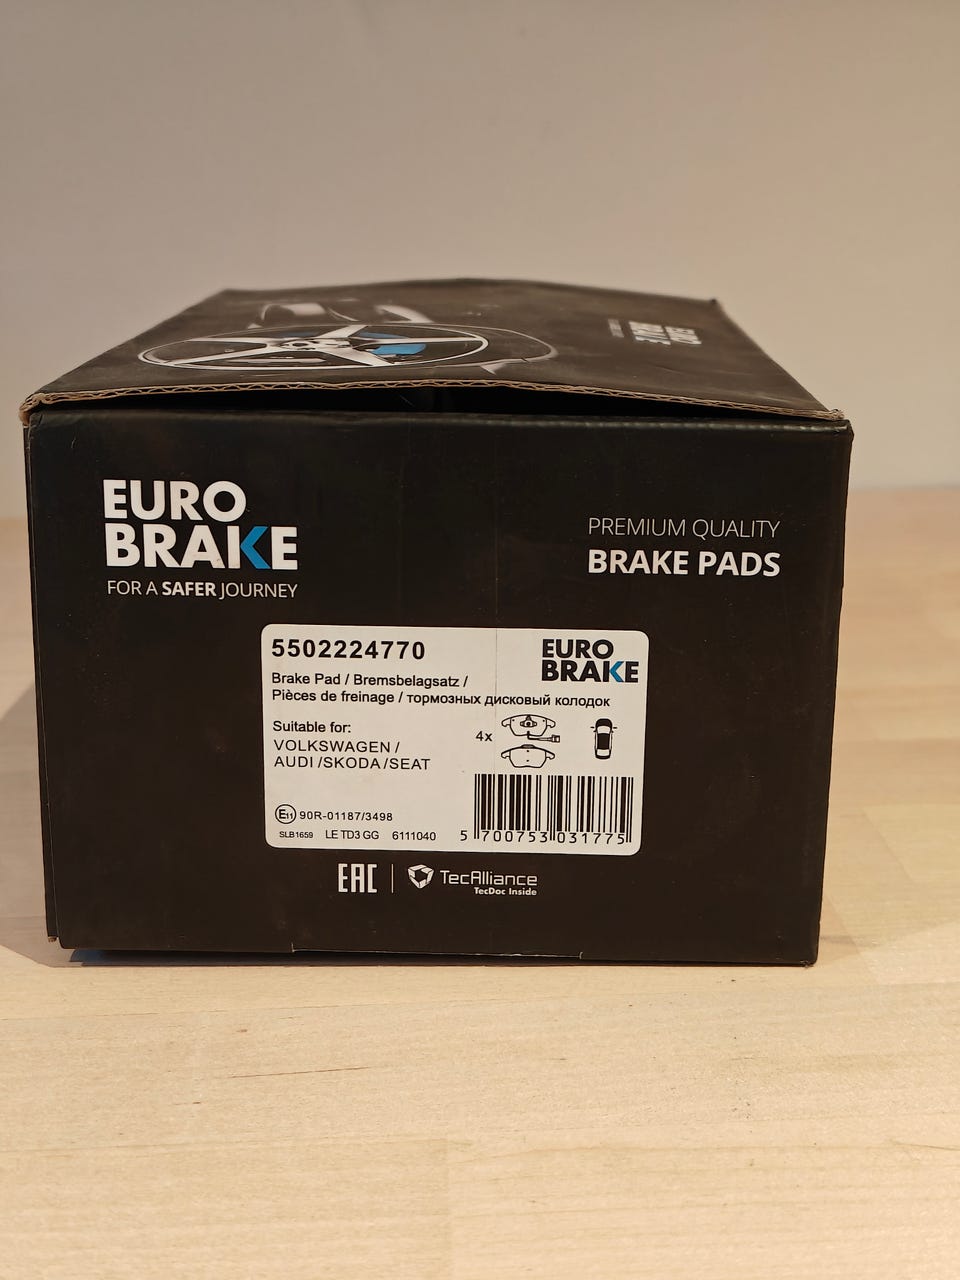 EURO
BRAKE
FOR A SAFER JOURNEY
PREMIUM QUALITY
BRAKE PADS
5502224770
EURO
BRAKE
Brake Pad / Bremsbelagsatz /
Pièces de freinage / тормозных дисковый колодок
Suitable for:
VOLKSWAGEN /
AUDI /SKODA /SEAT
4x
E11 90R-01187/3498
SLB1659 LE TD3 GG 6111040
5 700753 031775
EAC
TecAlliance
TecDoc Inside